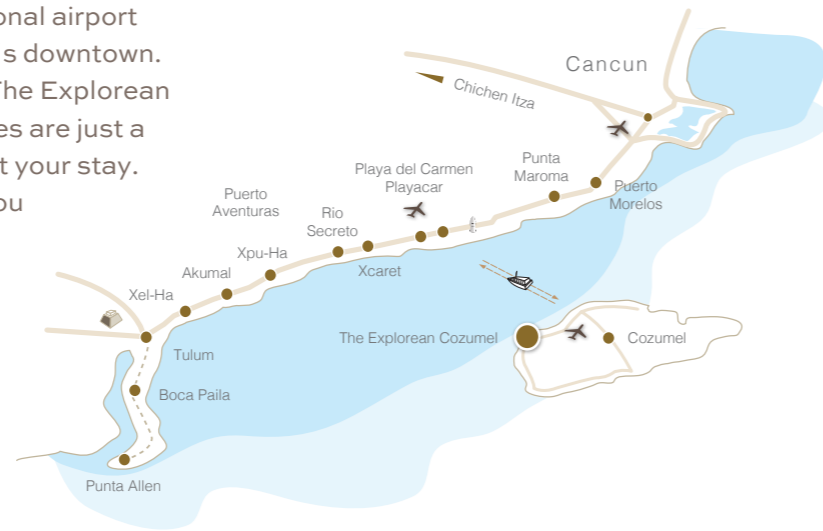 onal airport
s downtown.
The Explorean
es are just a
t your stay.
ou
Cancun
Chichen Itza
Punta
Maroma
Puerto
Morelos
Playa del Carmen
Playacar
Puerto
Aventuras
Rio
Secreto
Xcaret
Xpu-Ha
Akumal
Xel-Ha
The Explorean Cozumel
Cozumel
Tulum
Boca Paila
Punta Allen